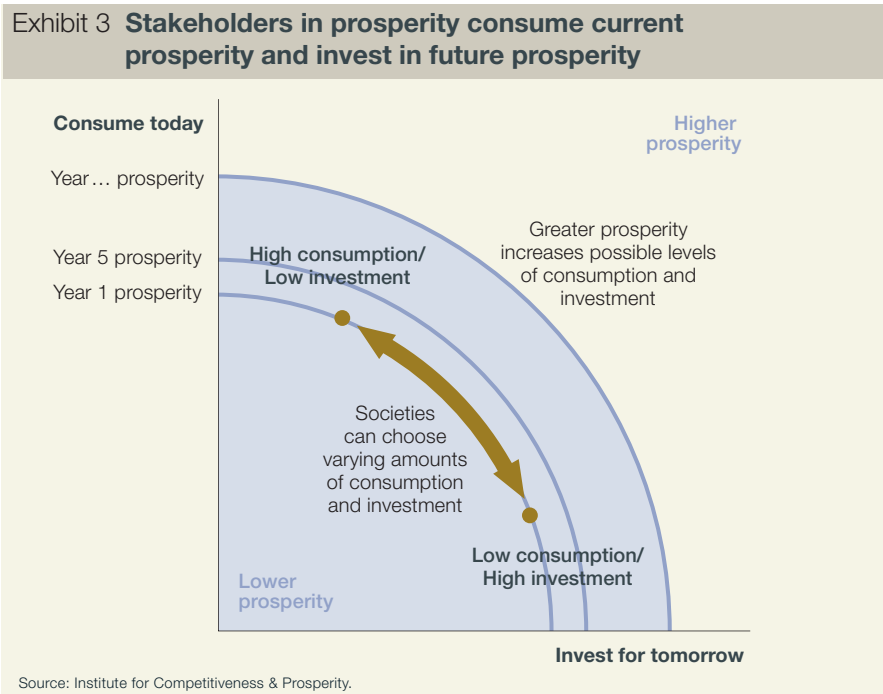 Exhibit 3 Stakeholders in prosperity consume current
prosperity and invest in future prosperity
Consume today
Higher
prosperity
Year… prosperity
Greater prosperity
increases possible levels
of consumption and
investment
Year 5 prosperity
High consumption/
Low investment
Year 1 prosperity
Societies
can choose
varying amounts
of consumption
and investment
Low consumption/
High investment
Lower
prosperity
Invest for tomorrow
Source: Institute for Competitiveness & Prosperity.